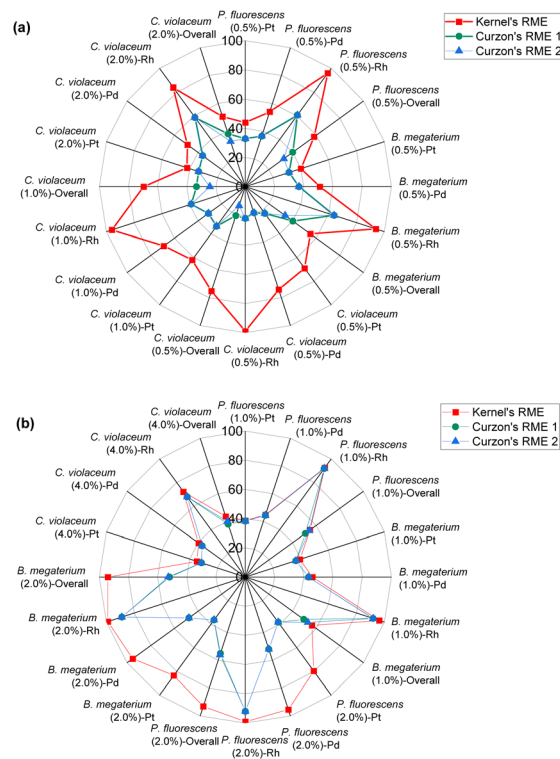 (a)
Kernel's RME
Curzon's RME 1
Curzon's RME 2
P. fluorescens
(0.5%)-Pt
P. fluorescens
(0.5%)-Pd
P. fluorescens
(0.5%)-Rh
P. fluorescens
(0.5%)-Overall
B. megaterium
(0.5%)-Pt
B. megaterium
(0.5%)-Pd
B. megaterium
(0.5%)-Rh
B. megaterium
(0.5%)-Overall
C. violaceum
(0.5%)-Pt
C. violaceum
(0.5%)-Pd
C. violaceum
(0.5%)-Rh
C. violaceum
(0.5%)-Overall
C. violaceum
(1.0%)-Pt
C. violaceum
(1.0%)-Pd
C. violaceum
(1.0%)-Rh
C. violaceum
(1.0%)-Overall
C. violaceum
(2.0%)-Pt
C. violaceum
(2.0%)-Pd
C. violaceum
(2.0%)-Rh
C. violaceum
(2.0%)-Overall
100
80
60
40
20
0
(b)
Kernel's RME
Curzon's RME 1
Curzon's RME 2
P. fluorescens
(1.0%)-Pt
P. fluorescens
(1.0%)-Pd
P. fluorescens
(1.0%)-Rh
P. fluorescens
(1.0%)-Overall
B. megaterium
(1.0%)-Pt
B. megaterium
(1.0%)-Pd
B. megaterium
(1.0%)-Rh
B. megaterium
(1.0%)-Overall
P. fluorescens
(2.0%)-Pt
P. fluorescens
(2.0%)-Pd
P. fluorescens
(2.0%)-Rh
P. fluorescens
(2.0%)-Overall
B. megaterium
(2.0%)-Pt
B. megaterium
(2.0%)-Pd
B. megaterium
(2.0%)-Rh
B. megaterium
(2.0%)-Overall
C. violaceum
(4.0%)-Pt
C. violaceum
(4.0%)-Pd
C. violaceum
(4.0%)-Rh
C. violaceum
(4.0%)-Overall
100
80
60
40
20
0